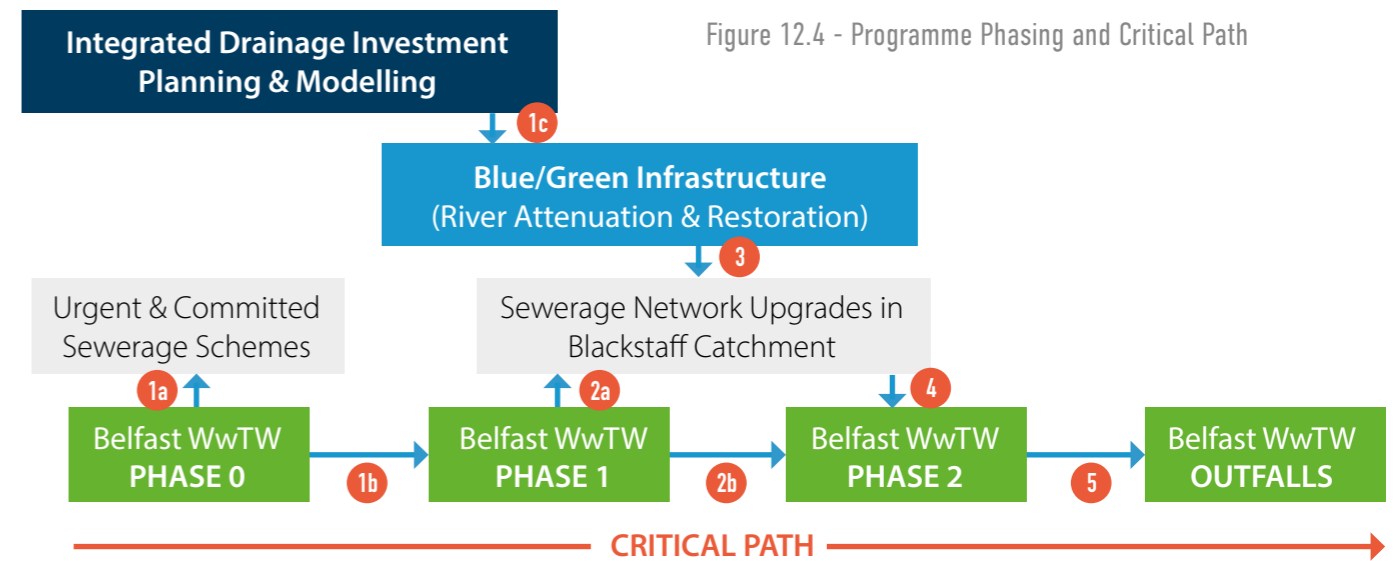 Figure 12.4 - Programme Phasing and Critical Path
Integrated Drainage Investment
Planning & Modelling
1c
Blue/Green Infrastructure
(River Attenuation & Restoration)
3
Urgent & Committed
Sewerage Schemes
Sewerage Network Upgrades in
Blackstaff Catchment
1a
2a
4
Belfast WwTW
PHASE 0
1b
Belfast WwTW
PHASE 1
2b
Belfast WwTW
PHASE 2
5
Belfast WwTW
OUTFALLS
CRITICAL PATH